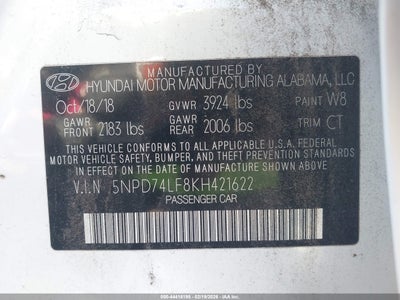 MANUFACTURED BY
HYUNDAI MOTOR MANUFACTURING ALABAMA, LLC
Oct/18/18 GVWR 3924 lbs PAINT W8
GAWR FRONT 2183 lbs GAWR REAR 2006 lbs TRIM CT
THIS VEHICLE CONFORMS TO ALL APPLICABLE U.S.A FEDERAL
MOTOR VEHICLE SAFETY, BUMPER, AND THEFT PREVENTION
STANDARDS IN EFFECT ON THE DATE OF MANUFACTURE
SHOWN ABOVE.
V.I.N 5NPD74LF8KH421622
PASSENGER CAR